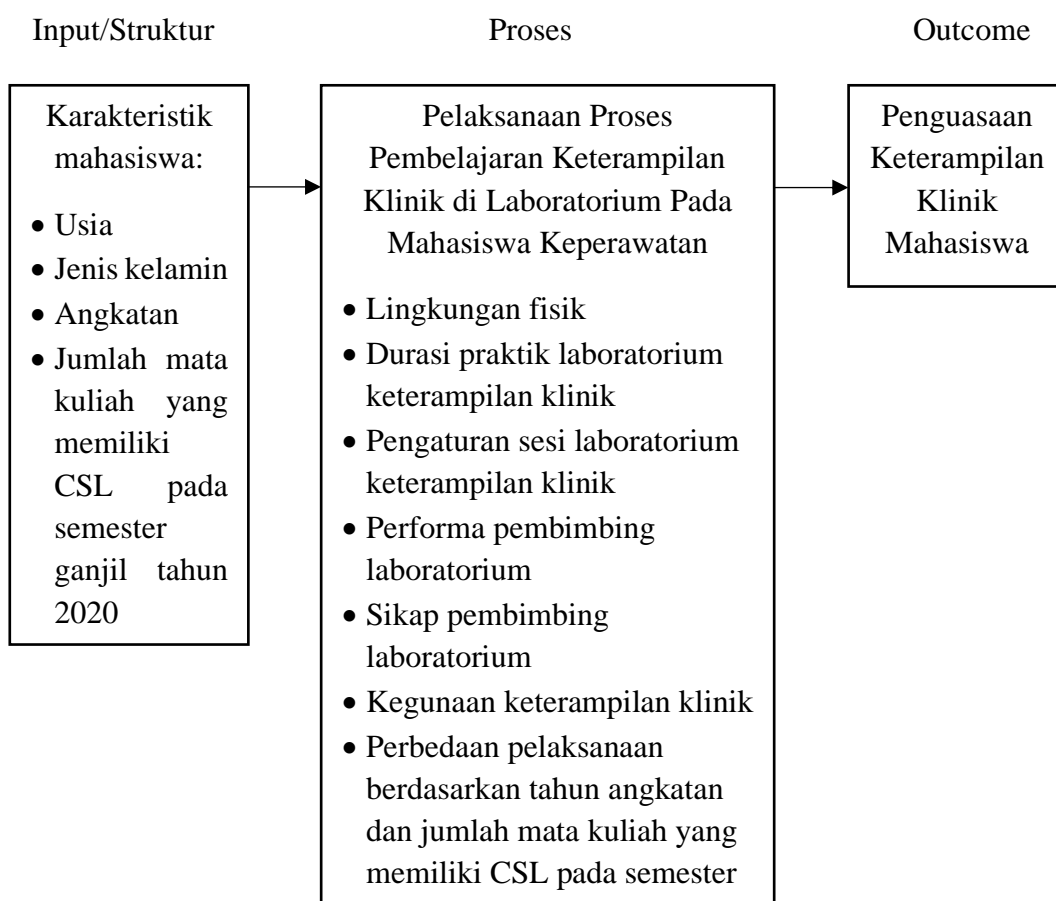 Input/Struktur
Proses
Outcome
Karakteristik
mahasiswa:
• Usia
• Jenis kelamin
• Angkatan
• Jumlah mata
kuliah yang
memiliki
CSL pada
semester
ganjil tahun
2020
Pelaksanaan Proses
Pembelajaran Keterampilan
Klinik di Laboratorium Pada
Mahasiswa Keperawatan
• Lingkungan fisik
• Durasi praktik laboratorium
keterampilan klinik
• Pengaturan sesi laboratorium
keterampilan klinik
• Performa pembimbing
laboratorium
• Sikap pembimbing
laboratorium
• Kegunaan keterampilan klinik
• Perbedaan pelaksanaan
berdasarkan tahun angkatan
dan jumlah mata kuliah yang
memiliki CSL pada semester
Penguasaan
Keterampilan
Klinik
Mahasiswa